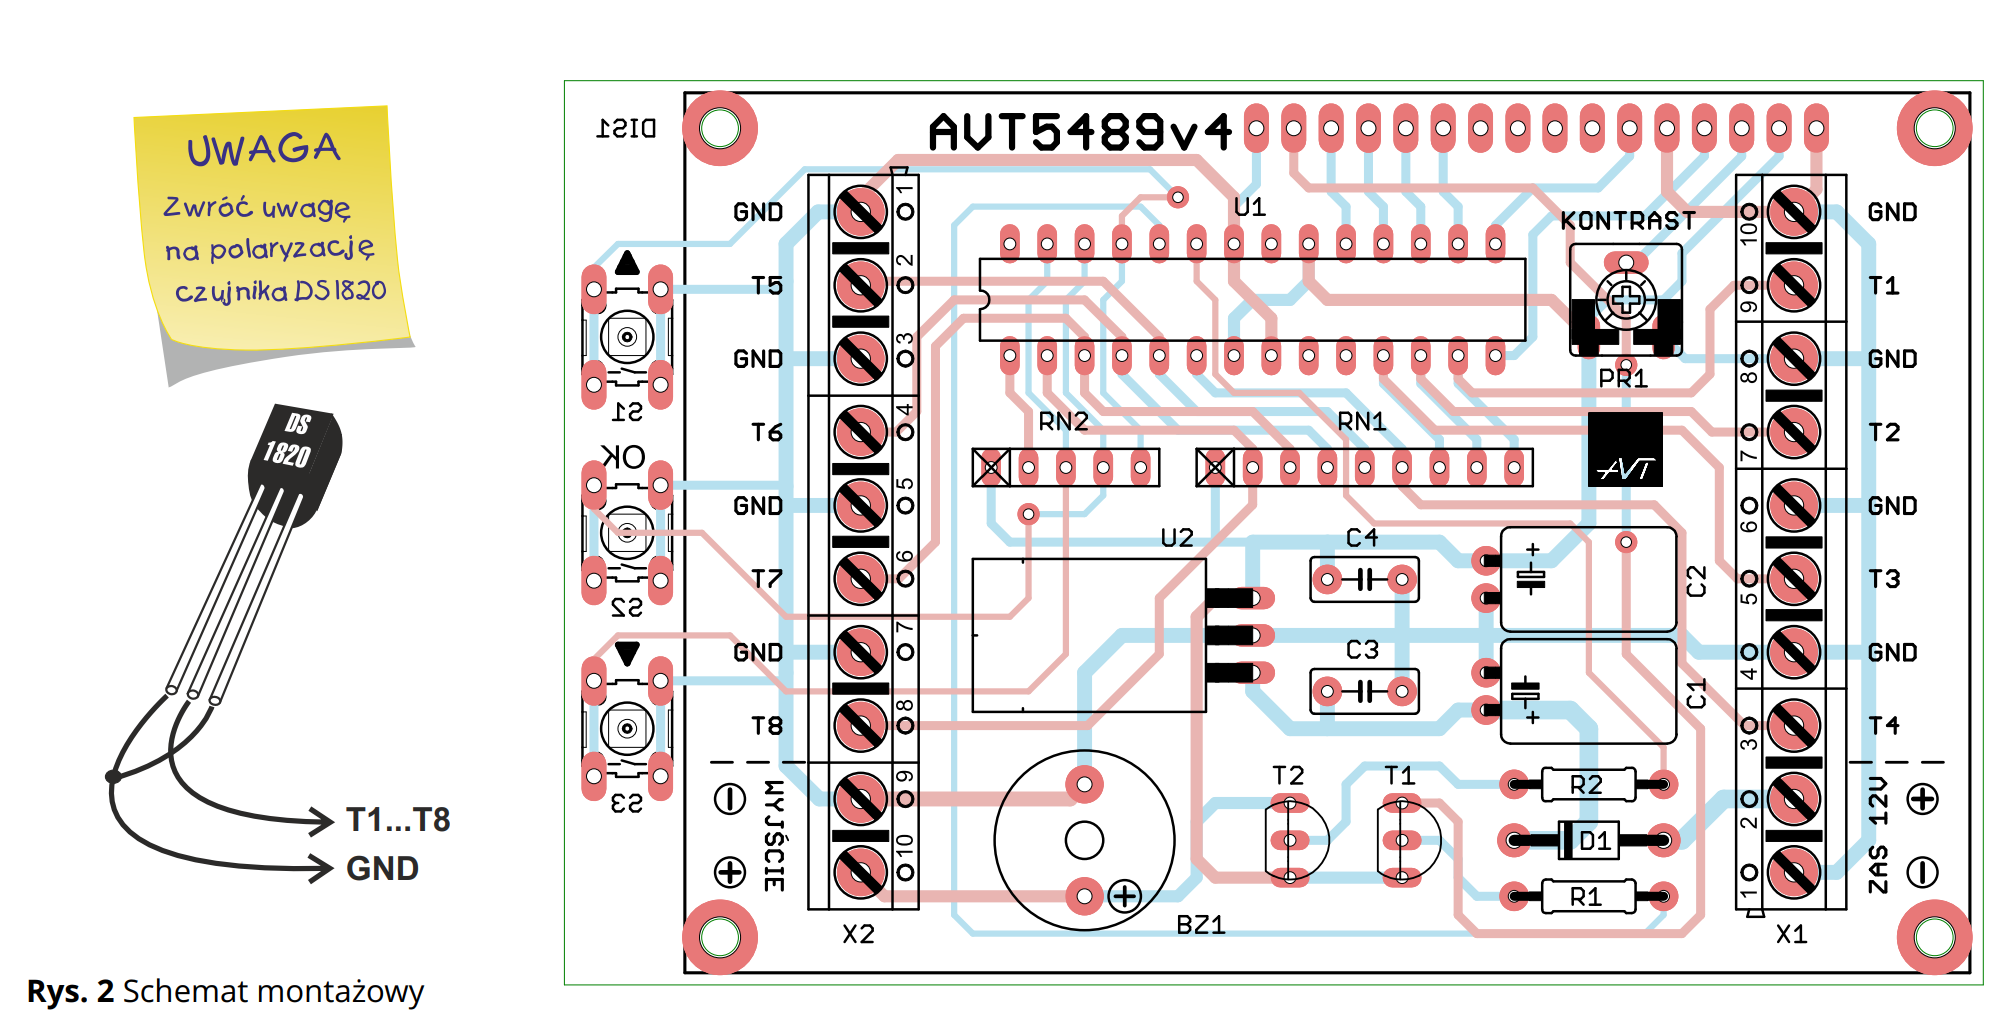 UWAGA
Zwróć uwagę
na polaryzację
czujnika DS1820
DS
1820
T1...T8
GND
Rys. 2 Schemat montażowy
DIS1
AVT5489v4
U1
KONTRAST
PR1
AVT
S1
OK
S2
S3
GND
T5
GND
T6
GND
T7
GND
T8
WYJŚCIE
1
2
3
4
5
6
7
8
9
10
X2
RN2
RN1
U2
C4
C3
C2
C1
T2
T1
R2
D1
R1
BZ1
10
9
8
7
6
5
4
3
2
1
X1
GND
T1
GND
T2
GND
T3
GND
T4
ZAS 12V